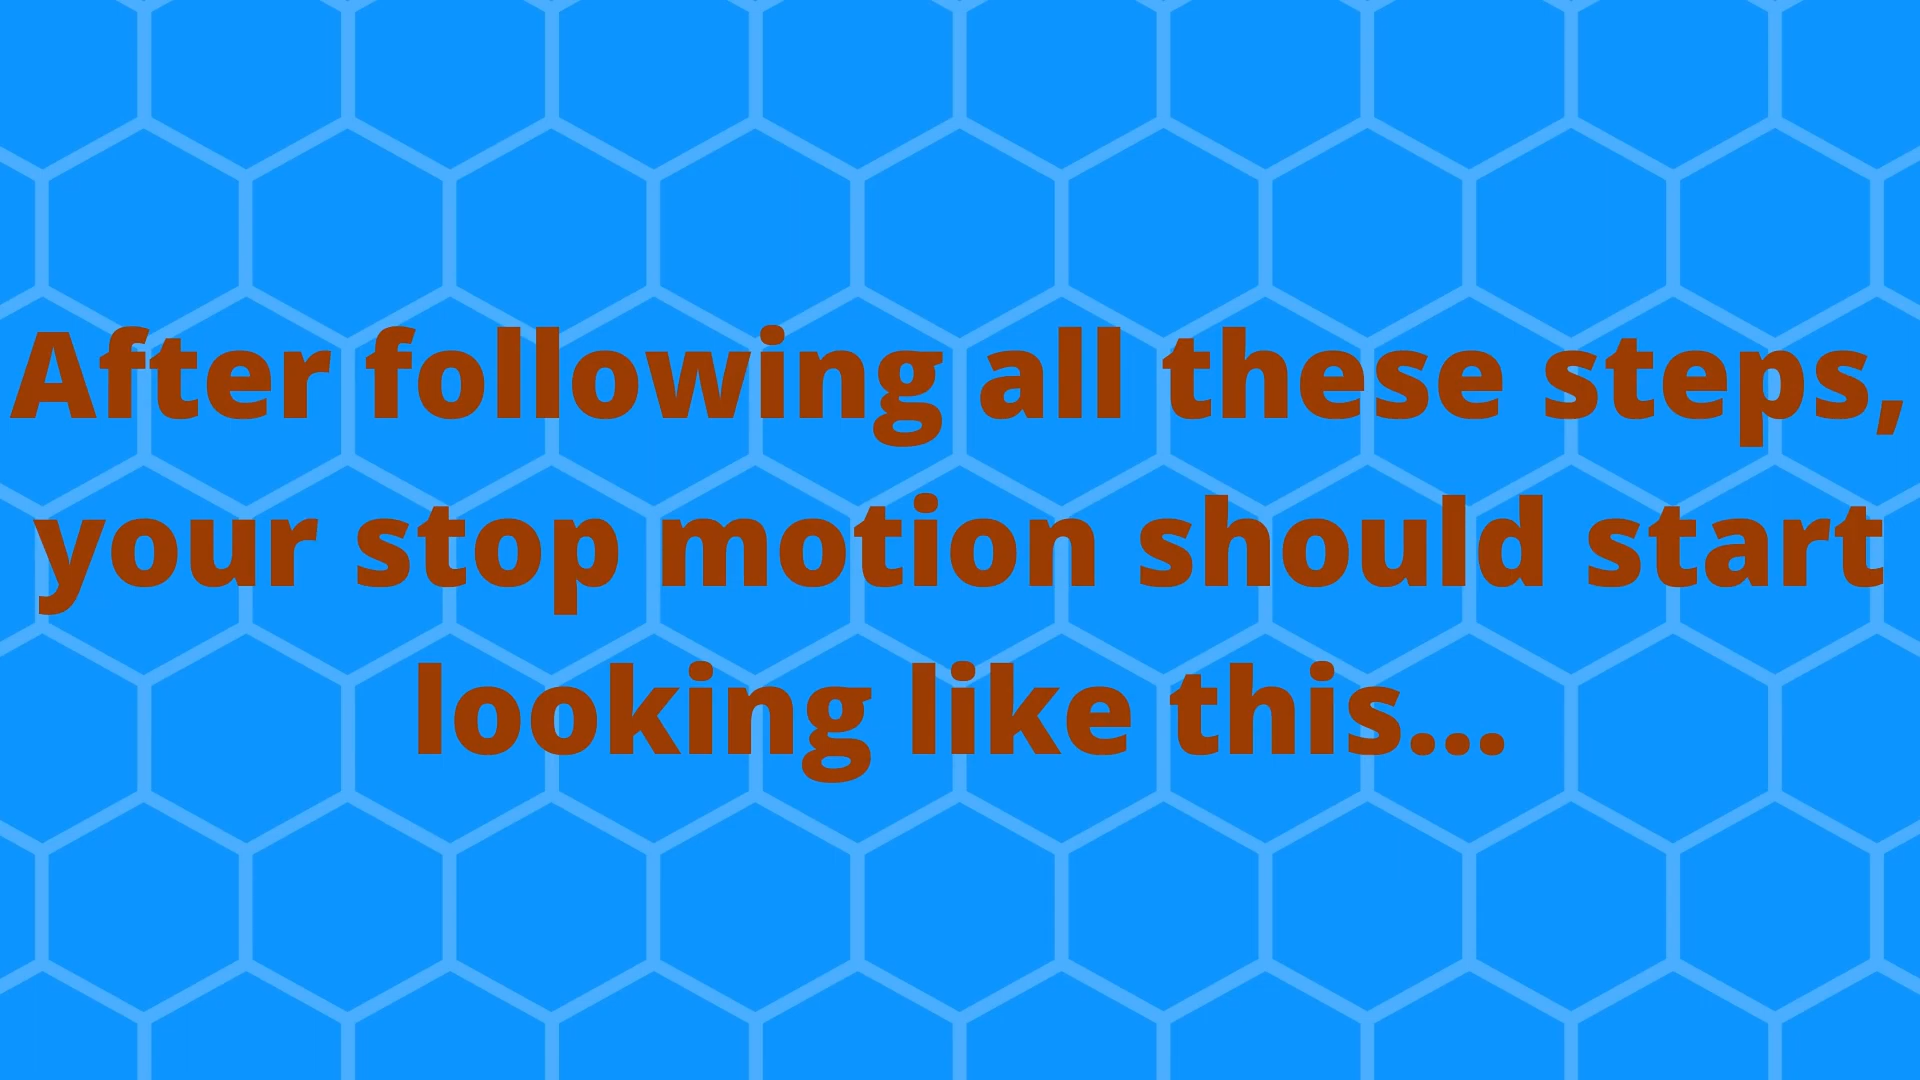 After following all these steps,
your stop motion should start
looking like this...